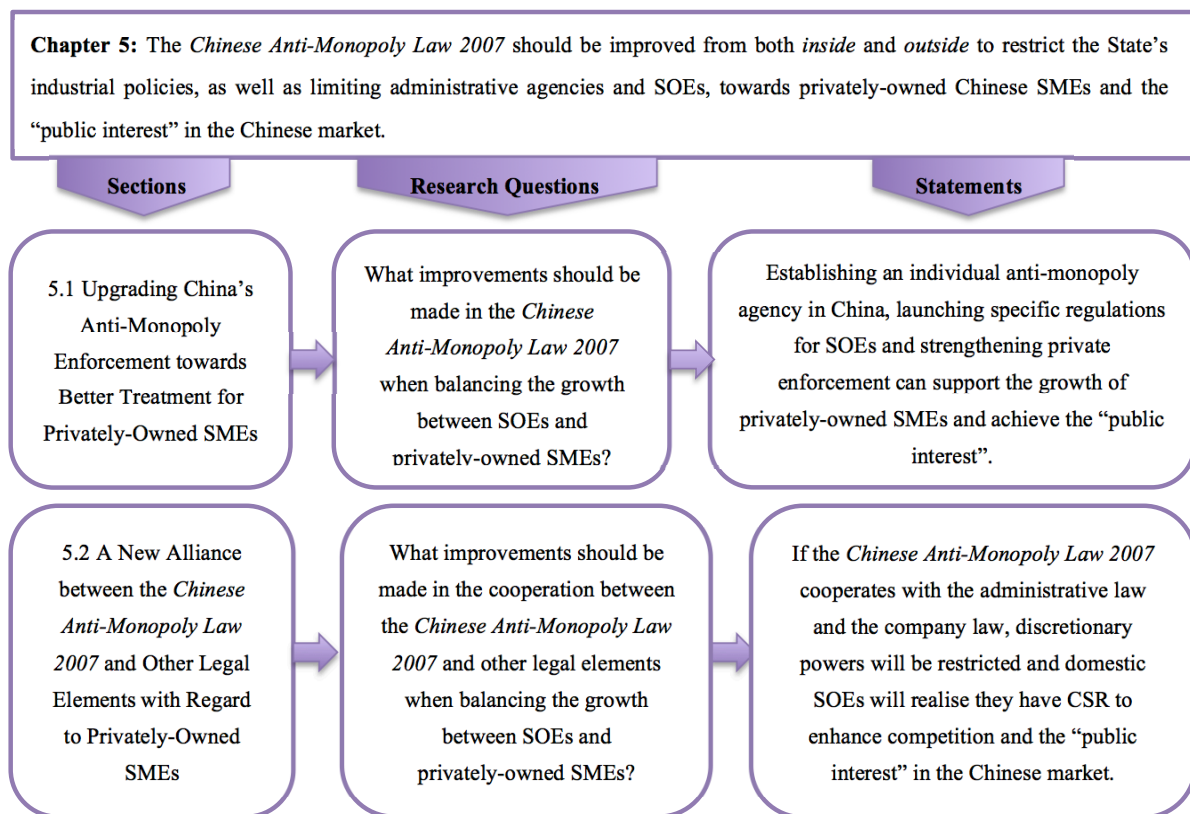 Chapter 5: The Chinese Anti-Monopoly Law 2007 should be improved from both inside and outside to restrict the State's
industrial policies, as well as limiting administrative agencies and SOEs, towards privately-owned Chinese SMEs and the
“public interest” in the Chinese market.
Sections
Research Questions
Statements
5.1 Upgrading China's
Anti-Monopoly
Enforcement towards
Better Treatment for
Privately-Owned SMEs
What improvements should be
made in the Chinese
Anti-Monopoly Law 2007
when balancing the growth
between SOEs and
privately-owned SMEs?
Establishing an individual anti-monopoly
agency in China, launching specific regulations
for SOEs and strengthening private
enforcement can support the growth of
privately-owned SMEs and achieve the “public
interest”.
5.2 A New Alliance
between the Chinese
Anti-Monopoly Law
2007 and Other Legal
Elements with Regard
to Privately-Owned
SMEs
What improvements should be
made in the cooperation between
the Chinese Anti-Monopoly Law
2007 and other legal elements
when balancing the growth
between SOEs and
privately-owned SMEs?
If the Chinese Anti-Monopoly Law 2007
cooperates with the administrative law
and the company law, discretionary
powers will be restricted and domestic
SOEs will realise they have CSR to
enhance competition and the “public
interest” in the Chinese market.